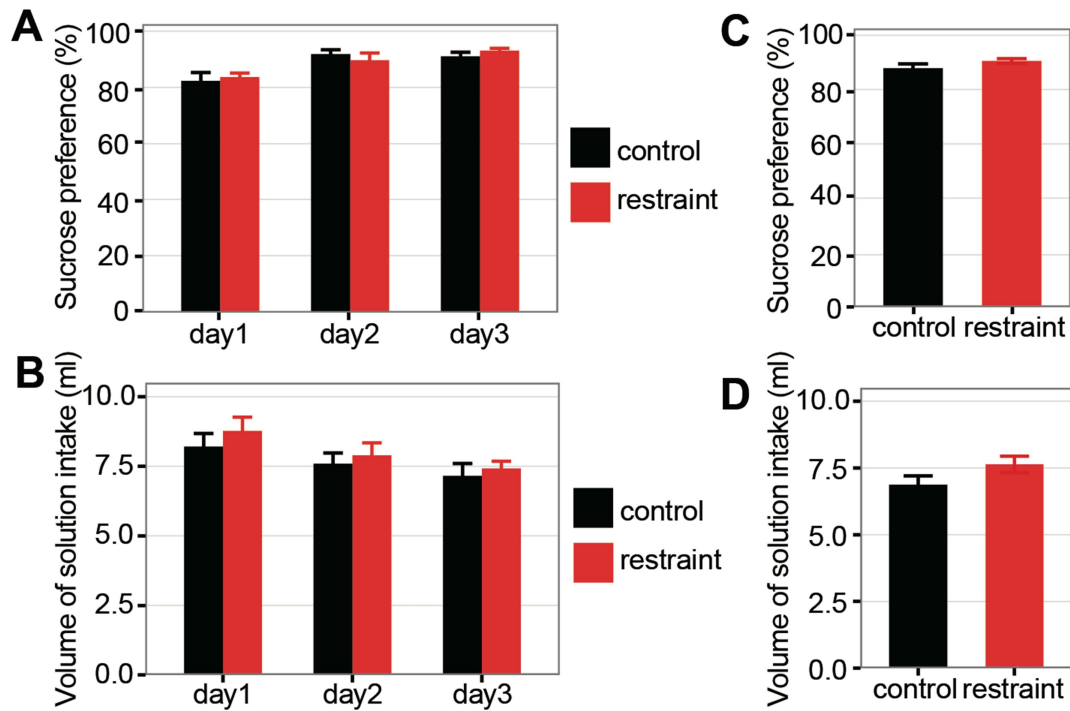 A
Sucrose preference (%)
100
80
60
40
20
0
day1 day2 day3
control
restraint
C
Sucrose preference (%)
100
80
60
40
20
0
control restraint
B
Volume of solution intake (ml)
10.0
7.5
5.0
2.5
0.0
day1 day2 day3
control
restraint
D
Volume of solution intake (ml)
10.0
7.5
5.0
2.5
0.0
control restraint